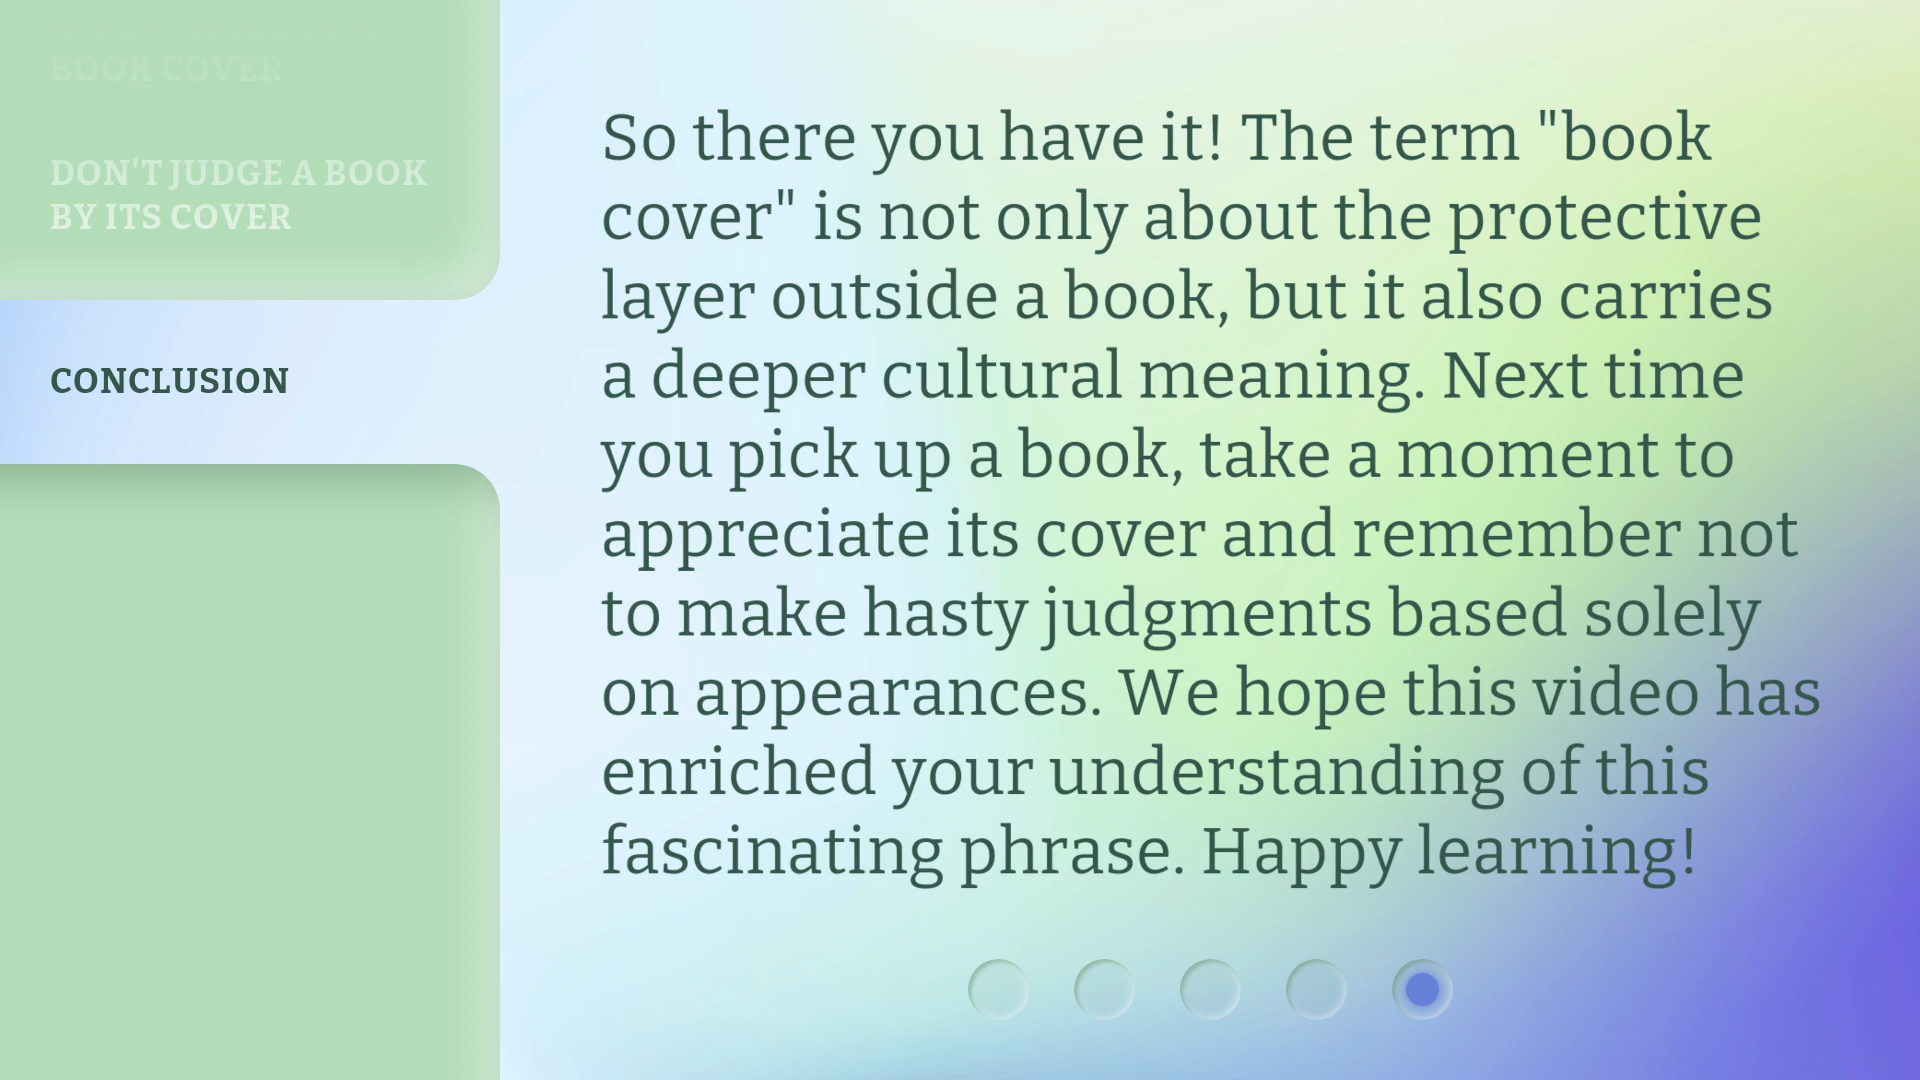 BOOK COVER
DON'T JUDGE A BOOK
BY ITS COVER
CONCLUSION
So there you have it! The term "book
cover" is not only about the protective
layer outside a book, but it also carries
a deeper cultural meaning. Next time
you pick up a book, take a moment to
appreciate its cover and remember not
to make hasty judgments based solely
on appearances. We hope this video has
enriched your understanding of this
fascinating phrase. Happy learning!